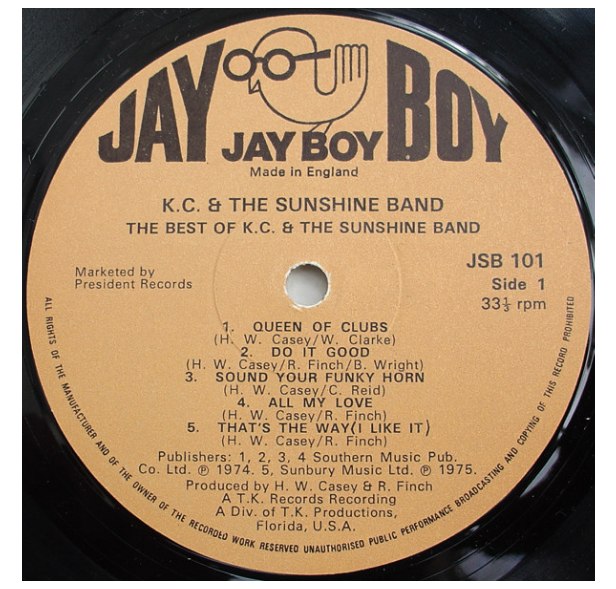 JAY BOY
JAY BOY
Made in England
K.C. & THE SUNSHINE BAND
THE BEST OF K.C. & THE SUNSHINE BAND
JSB 101
Marketed by
President Records
Side 1
33⅓ rpm
1. QUEEN OF CLUBS
(H. W. Casey/W. Clarke)
2. DO IT GOOD
(H. W. Casey/R. Finch/B. Wright)
3. SOUND YOUR FUNKY HORN
(H. W. Casey/C. Reid)
4. ALL MY LOVE
(H. W. Casey/R. Finch)
5. THAT'S THE WAY(I LIKE IT)
(H. W. Casey/R. Finch)
Publishers: 1, 2, 3, 4 Southern Music Pub.
Co. Ltd. ℗ 1974. 5, Sunbury Music Ltd. ℗ 1975.
Produced by H. W. Casey & R. Finch
A T.K. Records Recording
A Div. of T.K. Productions,
Florida, U.S.A.
ALL RIGHTS OF THE MANUFACTURER AND OF THE OWNER OF THE RECORDED WORK RESERVED UNAUTHORISED PUBLIC PERFORMANCE BROADCASTING AND COPYING OF THIS RECORD PROHIBITED